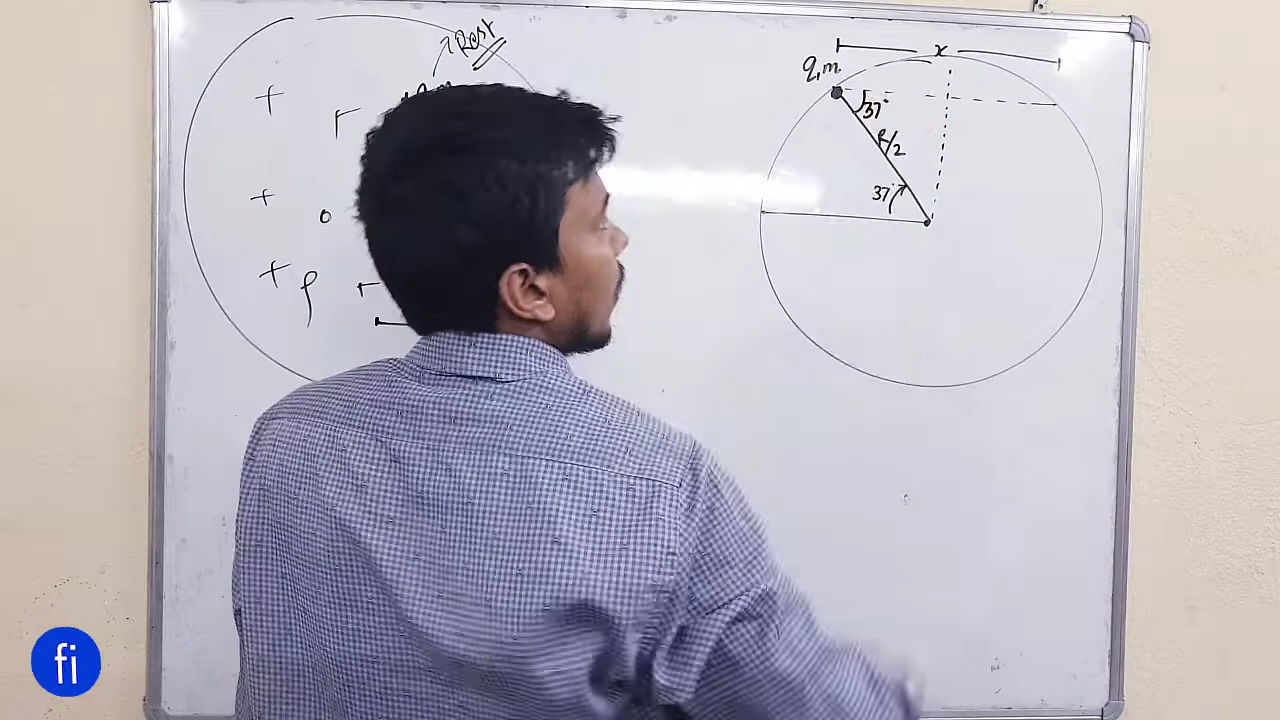 Rest
+
r
+
o
+ ρ
x
q, m
37°
R/2
37°
fi